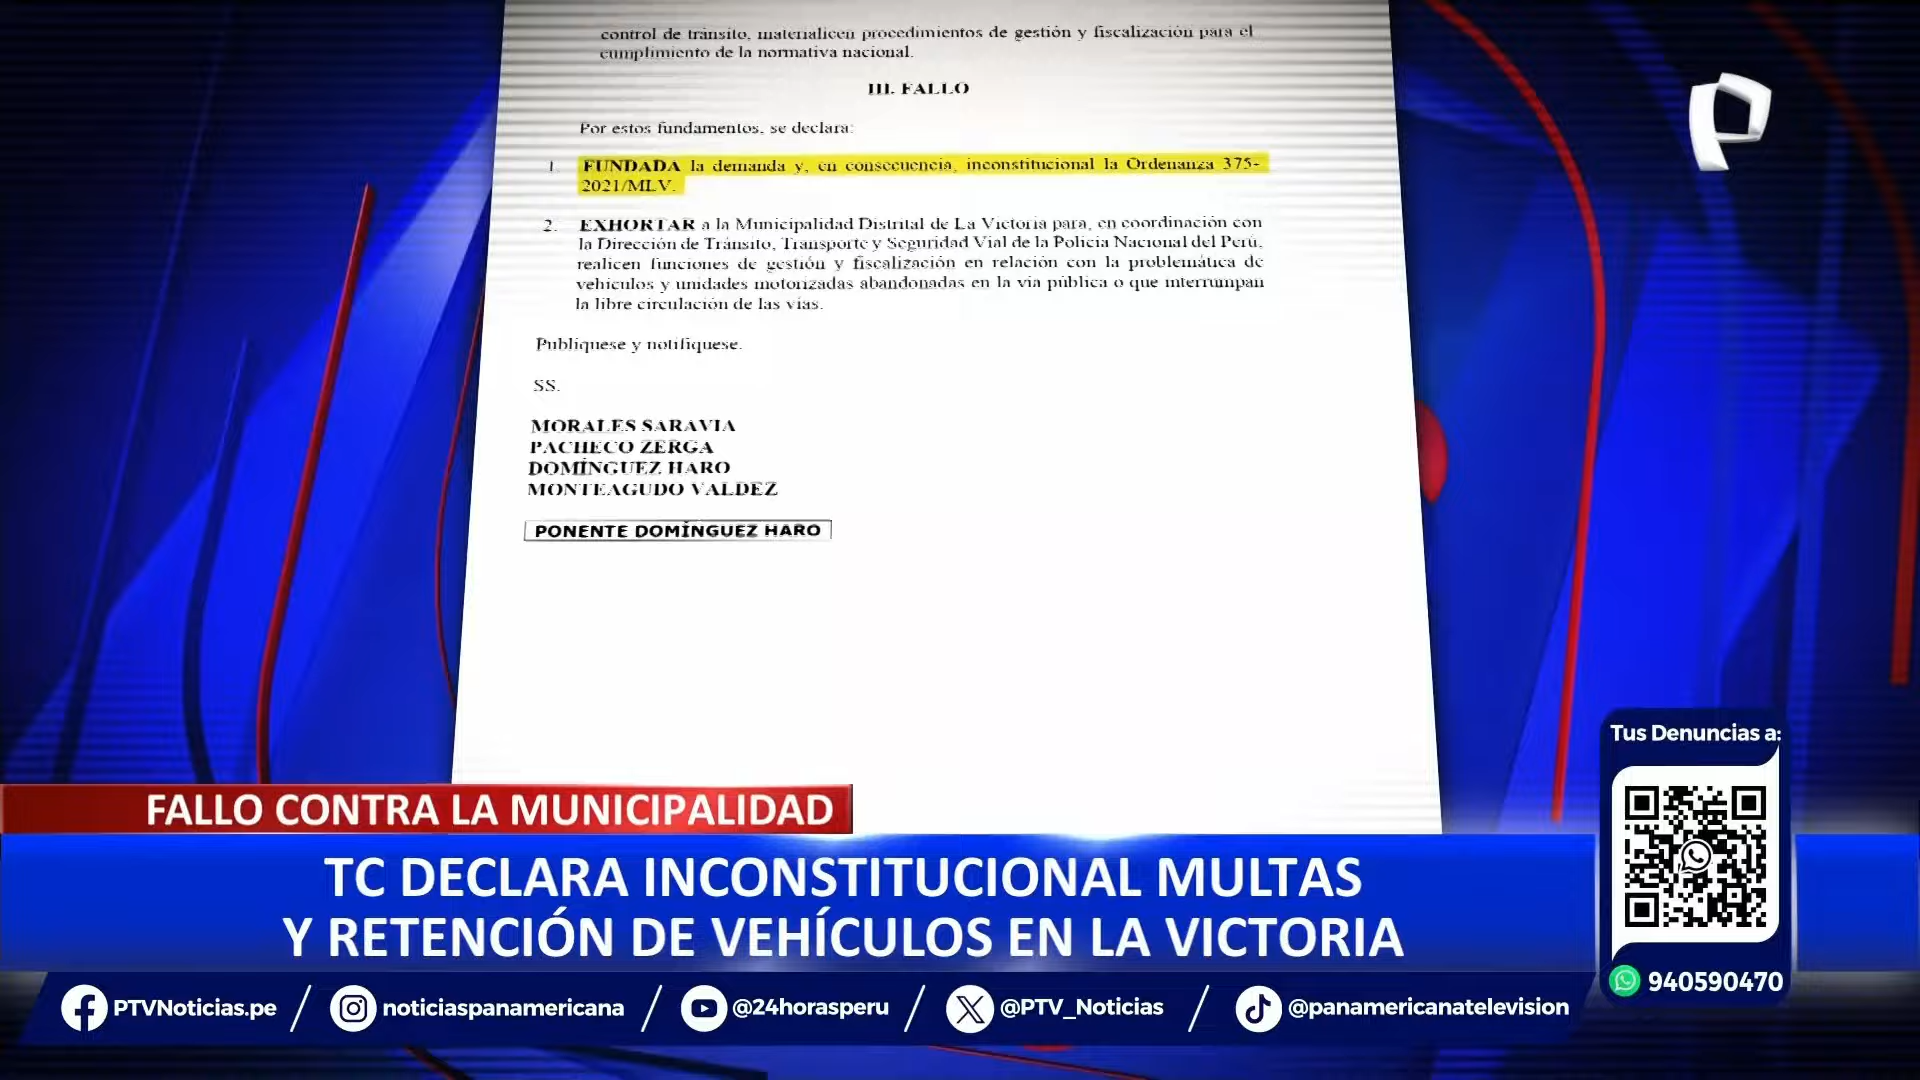 control de tránsito, materialicen procedimientos de gestión y fiscalización para el
cumplimiento de la normativa nacional.
III. FALLO
Por estos fundamentos, se declara:
1. FUNDADA la demanda y, en consecuencia, inconstitucional la Ordenanza 375-
2021/MLV.
2. EXHORTAR a la Municipalidad Distrital de La Victoria para, en coordinación con
la Dirección de Tránsito, Transporte y Seguridad Vial de la Policía Nacional del Perú,
realicen funciones de gestión y fiscalización en relación con la problemática de
vehículos y unidades motorizadas abandonadas en la vía pública o que interrumpan
la libre circulación de las vías.
Publíquese y notifíquese.
SS.
MORALES SARAVIA
PACHECO ZERGA
DOMÍNGUEZ HARO
MONTEAGUDO VALDEZ
PONENTE DOMÍNGUEZ HARO
Tus Denuncias a:
FALLO CONTRA LA MUNICIPALIDAD
TC DECLARA INCONSTITUCIONAL MULTAS
Y RETENCIÓN DE VEHÍCULOS EN LA VICTORIA
940590470
PTVNoticias.pe / noticiaspanamericana / @24horasperu / @PTV_Noticias / @panamericanatelevision